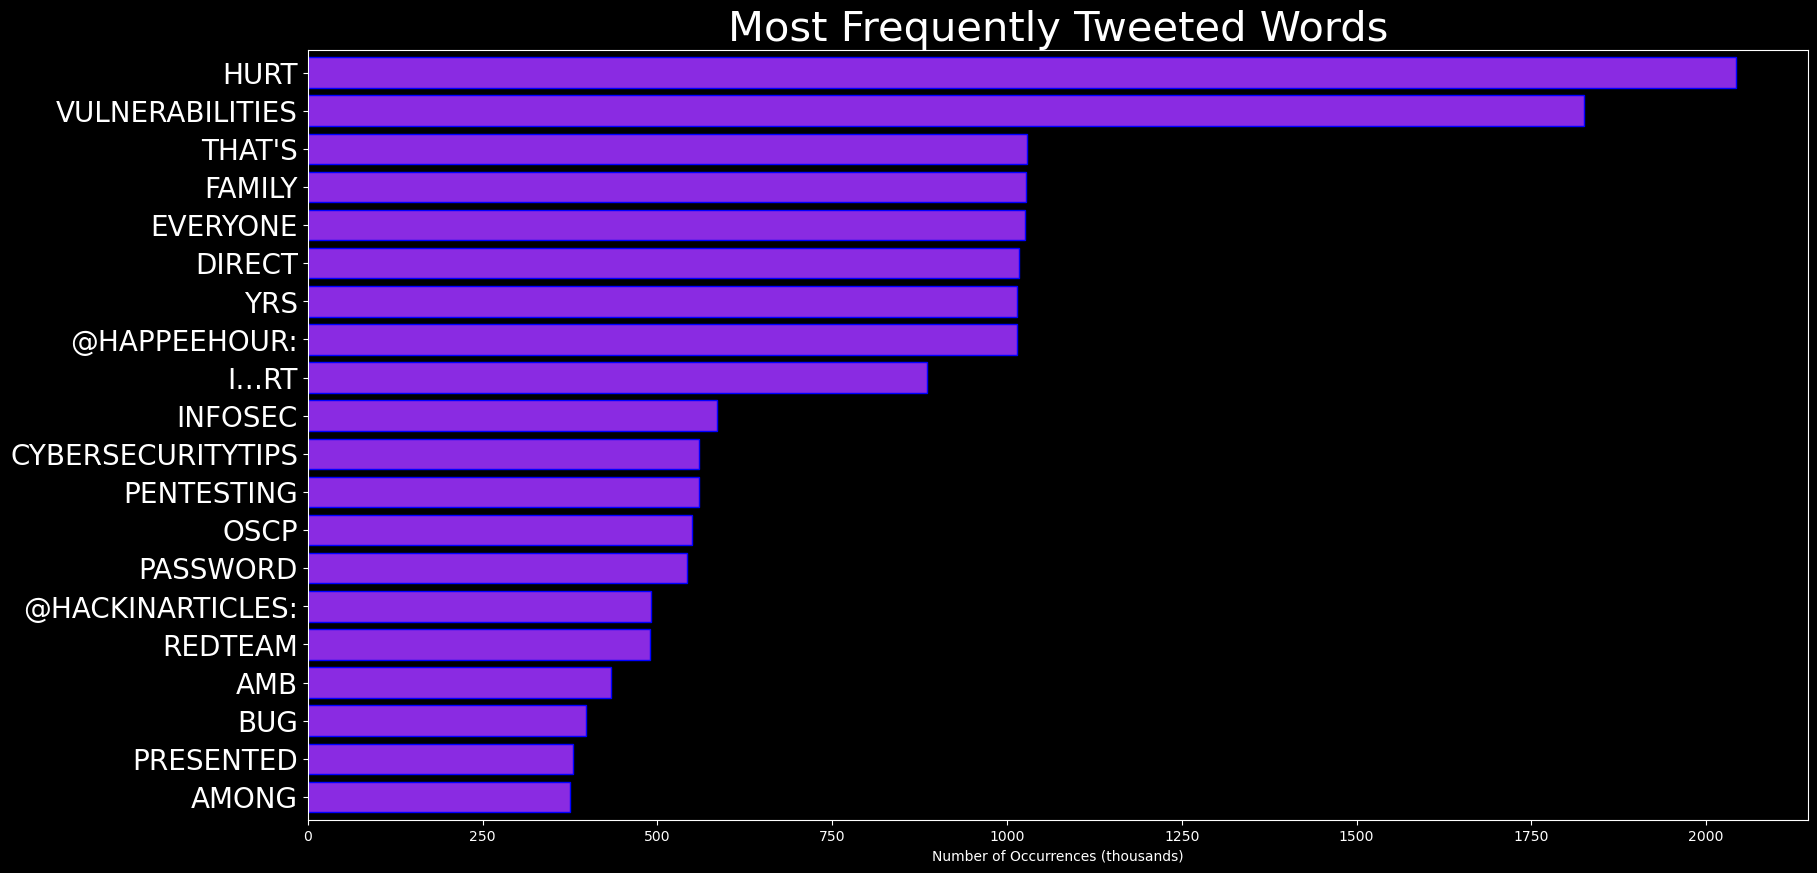 Most Frequently Tweeted Words
HURT
VULNERABILITIES
THAT'S
FAMILY
EVERYONE
DIRECT
YRS
@HAPPEEHOUR:
I…RT
INFOSEC
CYBERSECURITYTIPS
PENTESTING
OSCP
PASSWORD
@HACKINARTICLES:
REDTEAM
AMB
BUG
PRESENTED
AMONG
0 250 500 750 1000 1250 1500 1750 2000
Number of Occurrences (thousands)